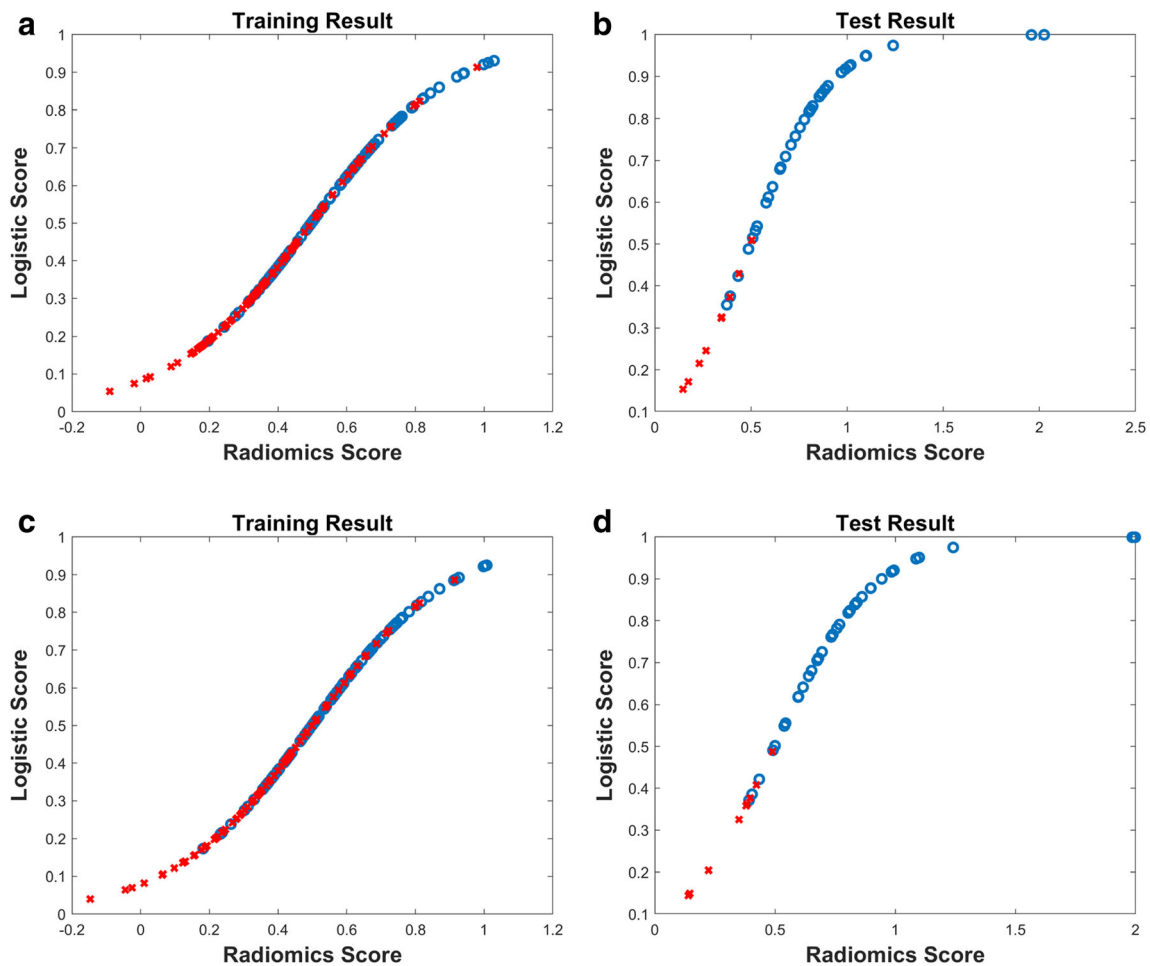 a
Training Result
Logistic Score
1
0.9
0.8
0.7
0.6
0.5
0.4
0.3
0.2
0.1
0
-0.2 0 0.2 0.4 0.6 0.8 1 1.2
Radiomics Score
b
Test Result
Logistic Score
1
0.9
0.8
0.7
0.6
0.5
0.4
0.3
0.2
0.1
0 0.5 1 1.5 2 2.5
Radiomics Score
c
Training Result
Logistic Score
1
0.9
0.8
0.7
0.6
0.5
0.4
0.3
0.2
0.1
0
-0.2 0 0.2 0.4 0.6 0.8 1 1.2
Radiomics Score
d
Test Result
Logistic Score
1
0.9
0.8
0.7
0.6
0.5
0.4
0.3
0.2
0.1
0 0.5 1 1.5 2
Radiomics Score